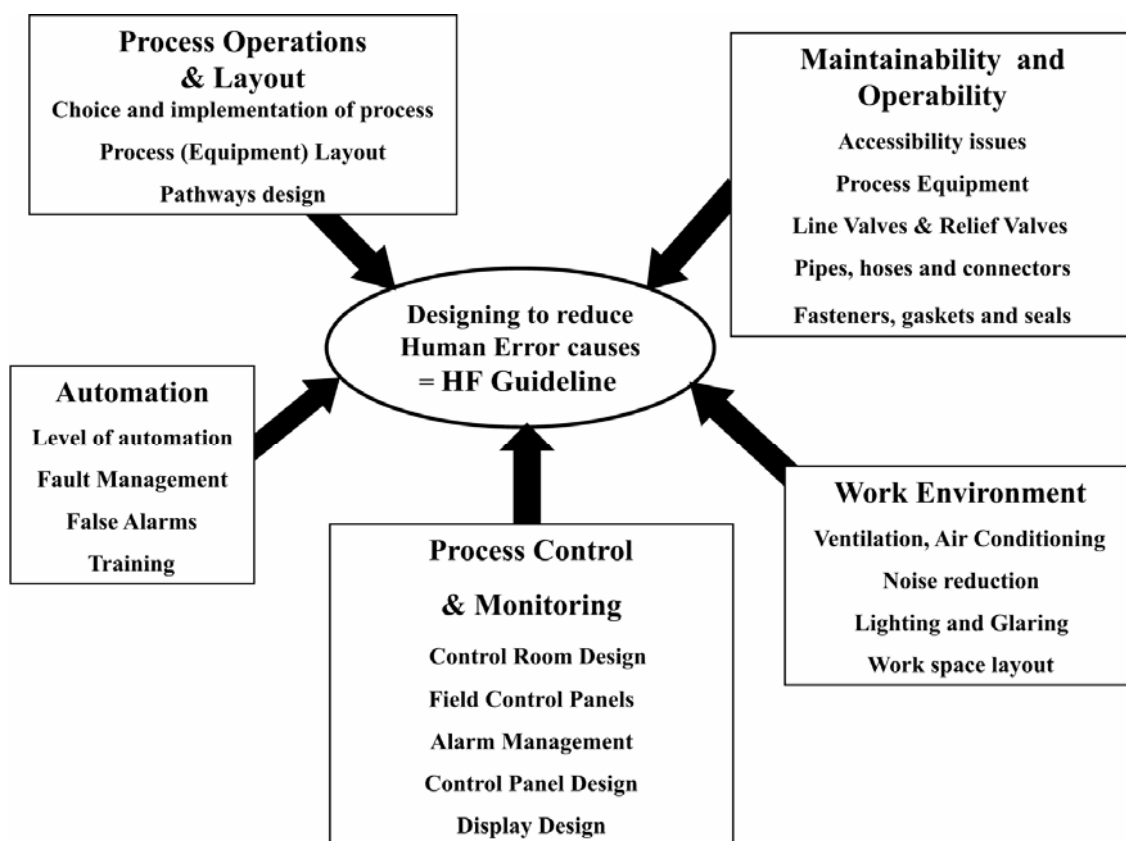 Process Operations
& Layout
Choice and implementation of process
Process (Equipment) Layout
Pathways design
Maintainability and
Operability
Accessibility issues
Process Equipment
Line Valves & Relief Valves
Pipes, hoses and connectors
Fasteners, gaskets and seals
Designing to reduce
Human Error causes
= HF Guideline
Automation
Level of automation
Fault Management
False Alarms
Training
Process Control
& Monitoring
Control Room Design
Field Control Panels
Alarm Management
Control Panel Design
Display Design
Work Environment
Ventilation, Air Conditioning
Noise reduction
Lighting and Glaring
Work space layout